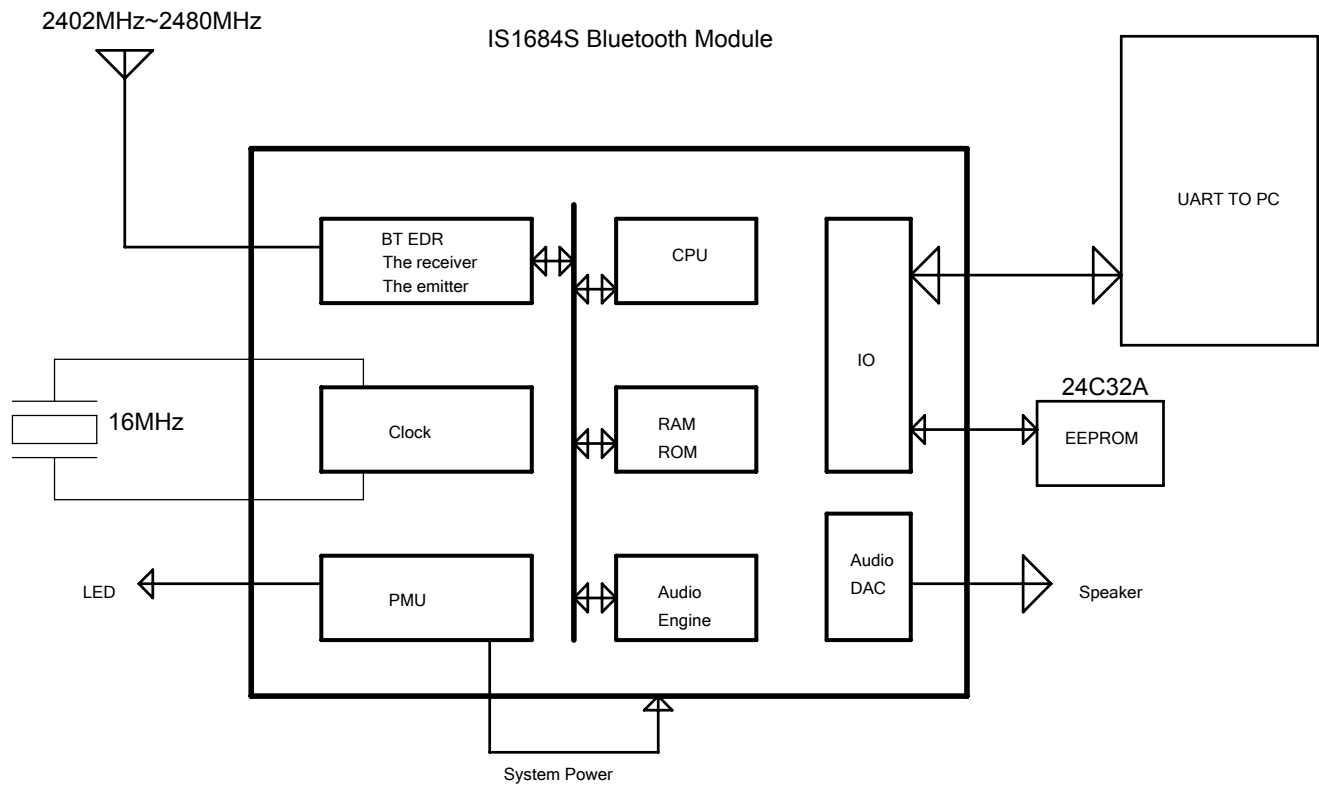 2402MHz~2480MHz
IS1684S Bluetooth Module
UART TO PC
BT EDR
The receiver
The emitter
CPU
IO
16MHz
Clock
RAM
ROM
24C32A
EEPROM
LED
PMU
Audio
Engine
Audio
DAC
Speaker
System Power